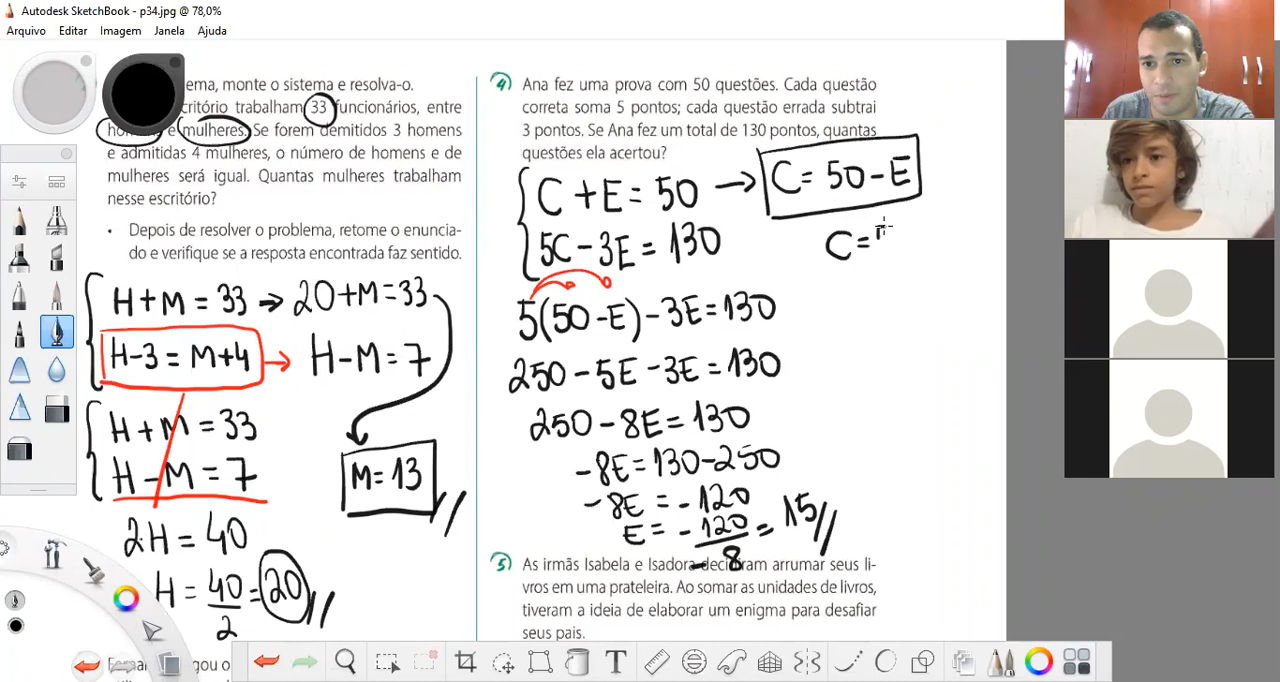 Autodesk SketchBook - p34.jpg @ 78,0%
Arquivo Editar Imagem Janela Ajuda
ema, monte o sistema e resolva-o.
critório trabalham 33 funcionários, entre
homens e mulheres. Se forem demitidos 3 homens
e admitidas 4 mulheres, o número de homens e de
mulheres será igual. Quantas mulheres trabalham
nesse escritório?
• Depois de resolver o problema, retome o enuncia-
do e verifique se a resposta encontrada faz sentido.
H+M = 33 → 20+M=33
H-3 = M+4 → H-M=7
H+M = 33
H-M = 7
M=13
2H = 40
H = 40/2 = 20
4 Ana fez uma prova com 50 questões. Cada questão
correta soma 5 pontos; cada questão errada subtrai
3 pontos. Se Ana fez um total de 130 pontos, quantas
questões ela acertou?
C+E=50 → C=50-E
5C-3E=130
C=
5(50-E)-3E=130
250-5E-3E=130
250-8E=130
-8E=130-250
-8E=-120
E=-120/-8=15//
5 As irmãs Isabela e Isadora decidiram arrumar seus li-
vros em uma prateleira. Ao somar as unidades de livros,
tiveram a ideia de elaborar um enigma para desafiar
seus pais.